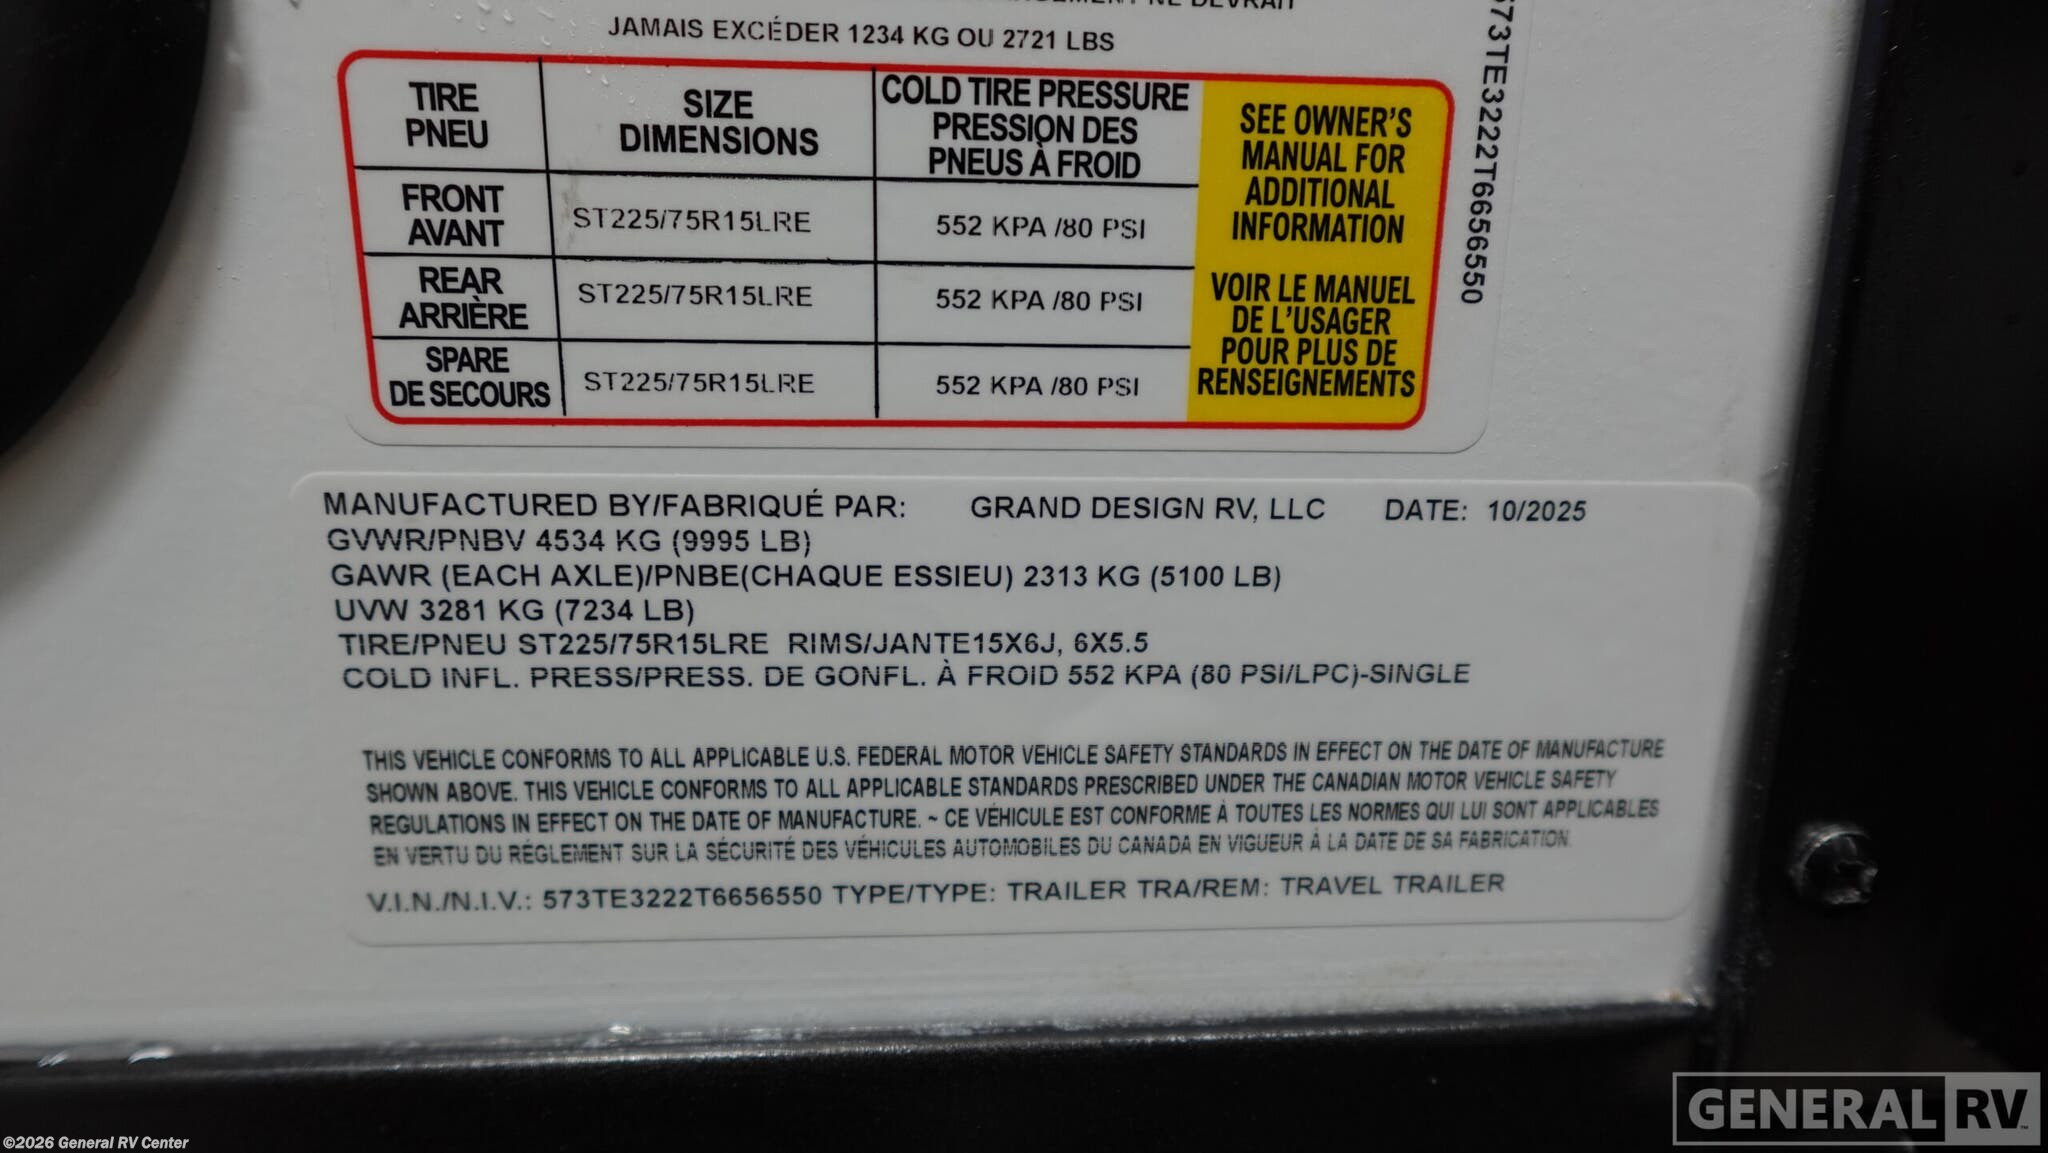 JAMAIS EXCÉDER 1234 KG OU 2721 LBS
TIRE
PNEU
SIZE
DIMENSIONS
COLD TIRE PRESSURE
PRESSION DES
PNEUS À FROID
FRONT
AVANT
ST225/75R15LRE
552 KPA /80 PSI
REAR
ARRIÈRE
ST225/75R15LRE
552 KPA /80 PSI
SPARE
DE SECOURS
ST225/75R15LRE
552 KPA /80 PSI
SEE OWNER'S
MANUAL FOR
ADDITIONAL
INFORMATION
VOIR LE MANUEL
DE L'USAGER
POUR PLUS DE
RENSEIGNEMENTS
573TE3222T6656550
MANUFACTURED BY/FABRIQUÉ PAR: GRAND DESIGN RV, LLC DATE: 10/2025
GVWR/PNBV 4534 KG (9995 LB)
GAWR (EACH AXLE)/PNBE(CHAQUE ESSIEU) 2313 KG (5100 LB)
UVW 3281 KG (7234 LB)
TIRE/PNEU ST225/75R15LRE RIMS/JANTE15X6J, 6X5.5
COLD INFL. PRESS/PRESS. DE GONFL. À FROID 552 KPA (80 PSI/LPC)-SINGLE
THIS VEHICLE CONFORMS TO ALL APPLICABLE U.S. FEDERAL MOTOR VEHICLE SAFETY STANDARDS IN EFFECT ON THE DATE OF MANUFACTURE
SHOWN ABOVE. THIS VEHICLE CONFORMS TO ALL APPLICABLE STANDARDS PRESCRIBED UNDER THE CANADIAN MOTOR VEHICLE SAFETY
REGULATIONS IN EFFECT ON THE DATE OF MANUFACTURE. ~ CE VÉHICULE EST CONFORME À TOUTES LES NORMES QUI LUI SONT APPLICABLES
EN VERTU DU RÉGLEMENT SUR LA SÉCURITÉ DES VÉHICULES AUTOMOBILES DU CANADA EN VIGUEUR À LA DATE DE SA FABRICATION.
V.I.N./N.I.V.: 573TE3222T6656550 TYPE/TYPE: TRAILER TRA/REM: TRAVEL TRAILER
GENERAL RV
©2026 General RV Center